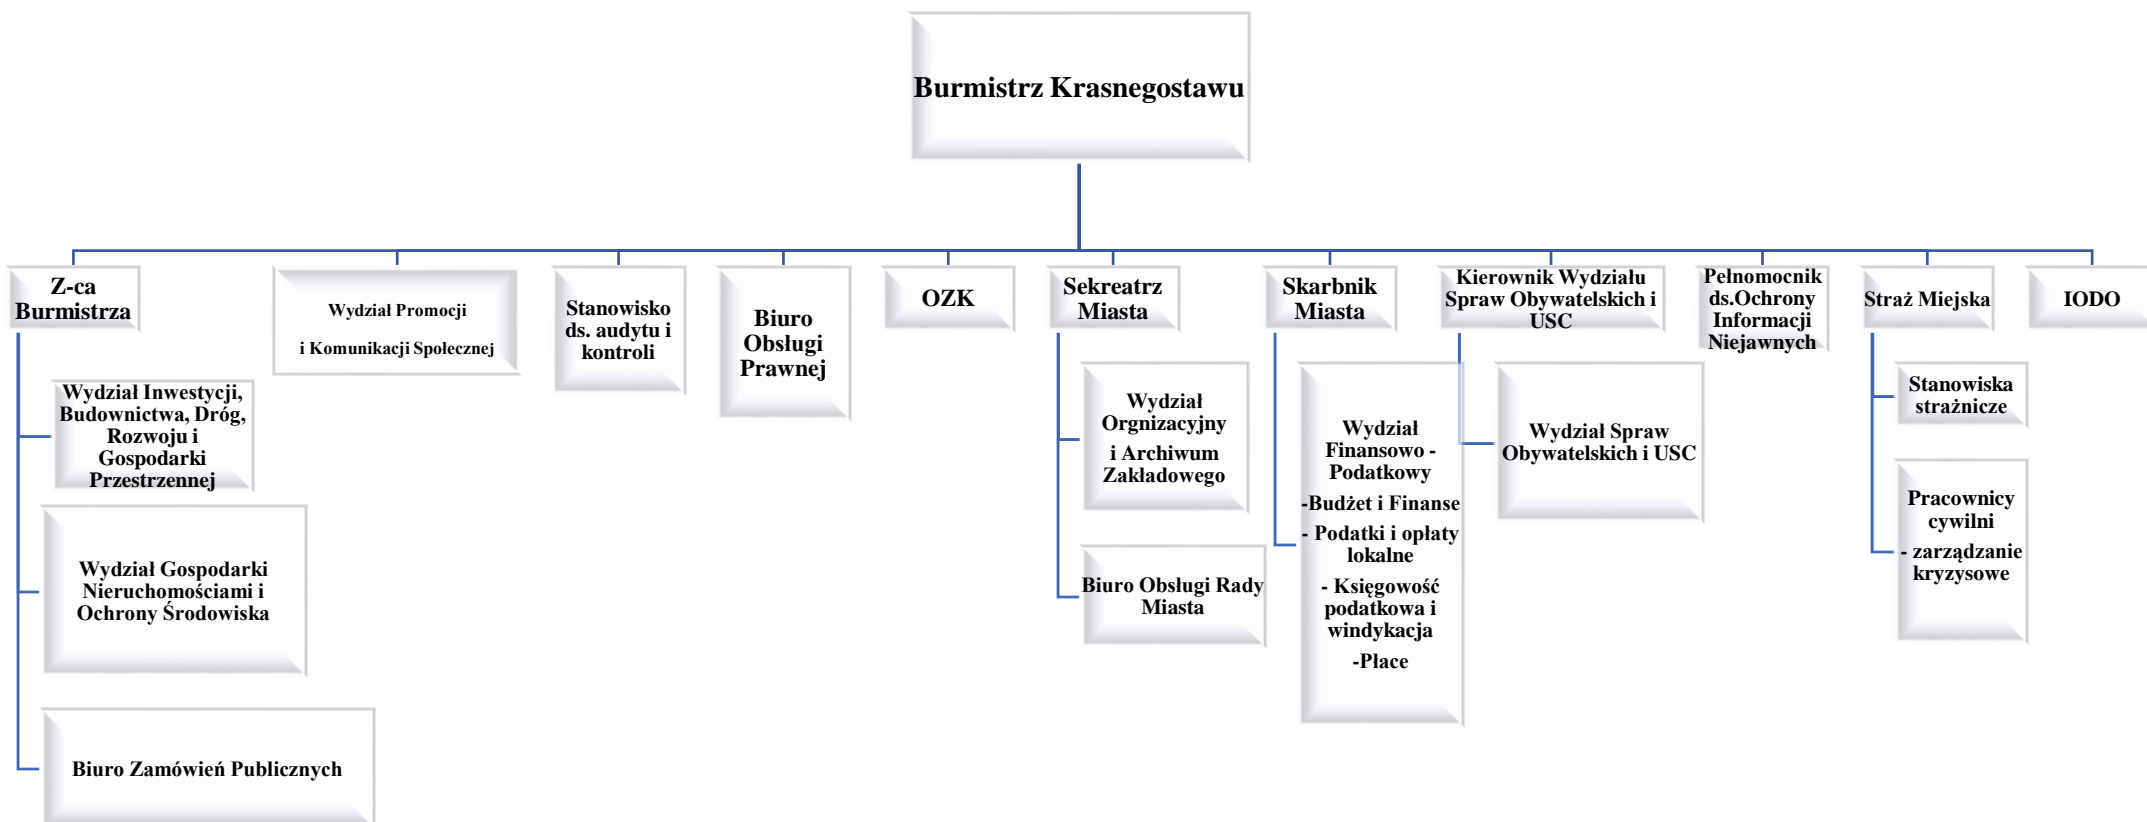 Burmistrz Krasnegostawu
Z-ca
Burmistrza
Wydział Promocji
i Komunikacji Społecznej
Stanowisko
ds. audytu i
kontroli
Biuro
Obsługi
Prawnej
OZK
Sekreatrz
Miasta
Skarbnik
Miasta
Kierownik Wydziału
Spraw Obywatelskich i
USC
Pełnomocnik
ds.Ochrony
Informacji
Niejawnych
Straż Miejska
IODO
Wydział Inwestycji,
Budownictwa, Dróg,
Rozwoju i
Gospodarki
Przestrzennej
Wydział Gospodarki
Nieruchomościami i
Ochrony Środowiska
Biuro Zamówień Publicznych
Wydział
Orgnizacyjny
i Archiwum
Zakładowego
Biuro Obsługi Rady
Miasta
Wydział
Finansowo -
Podatkowy
-Budżet i Finanse
- Podatki i opłaty
lokalne
- Księgowość
podatkowa i
windykacja
-Płace
Wydział Spraw
Obywatelskich i USC
Stanowiska
strażnicze
Pracownicy
cywilni
- zarządzanie
kryzysowe